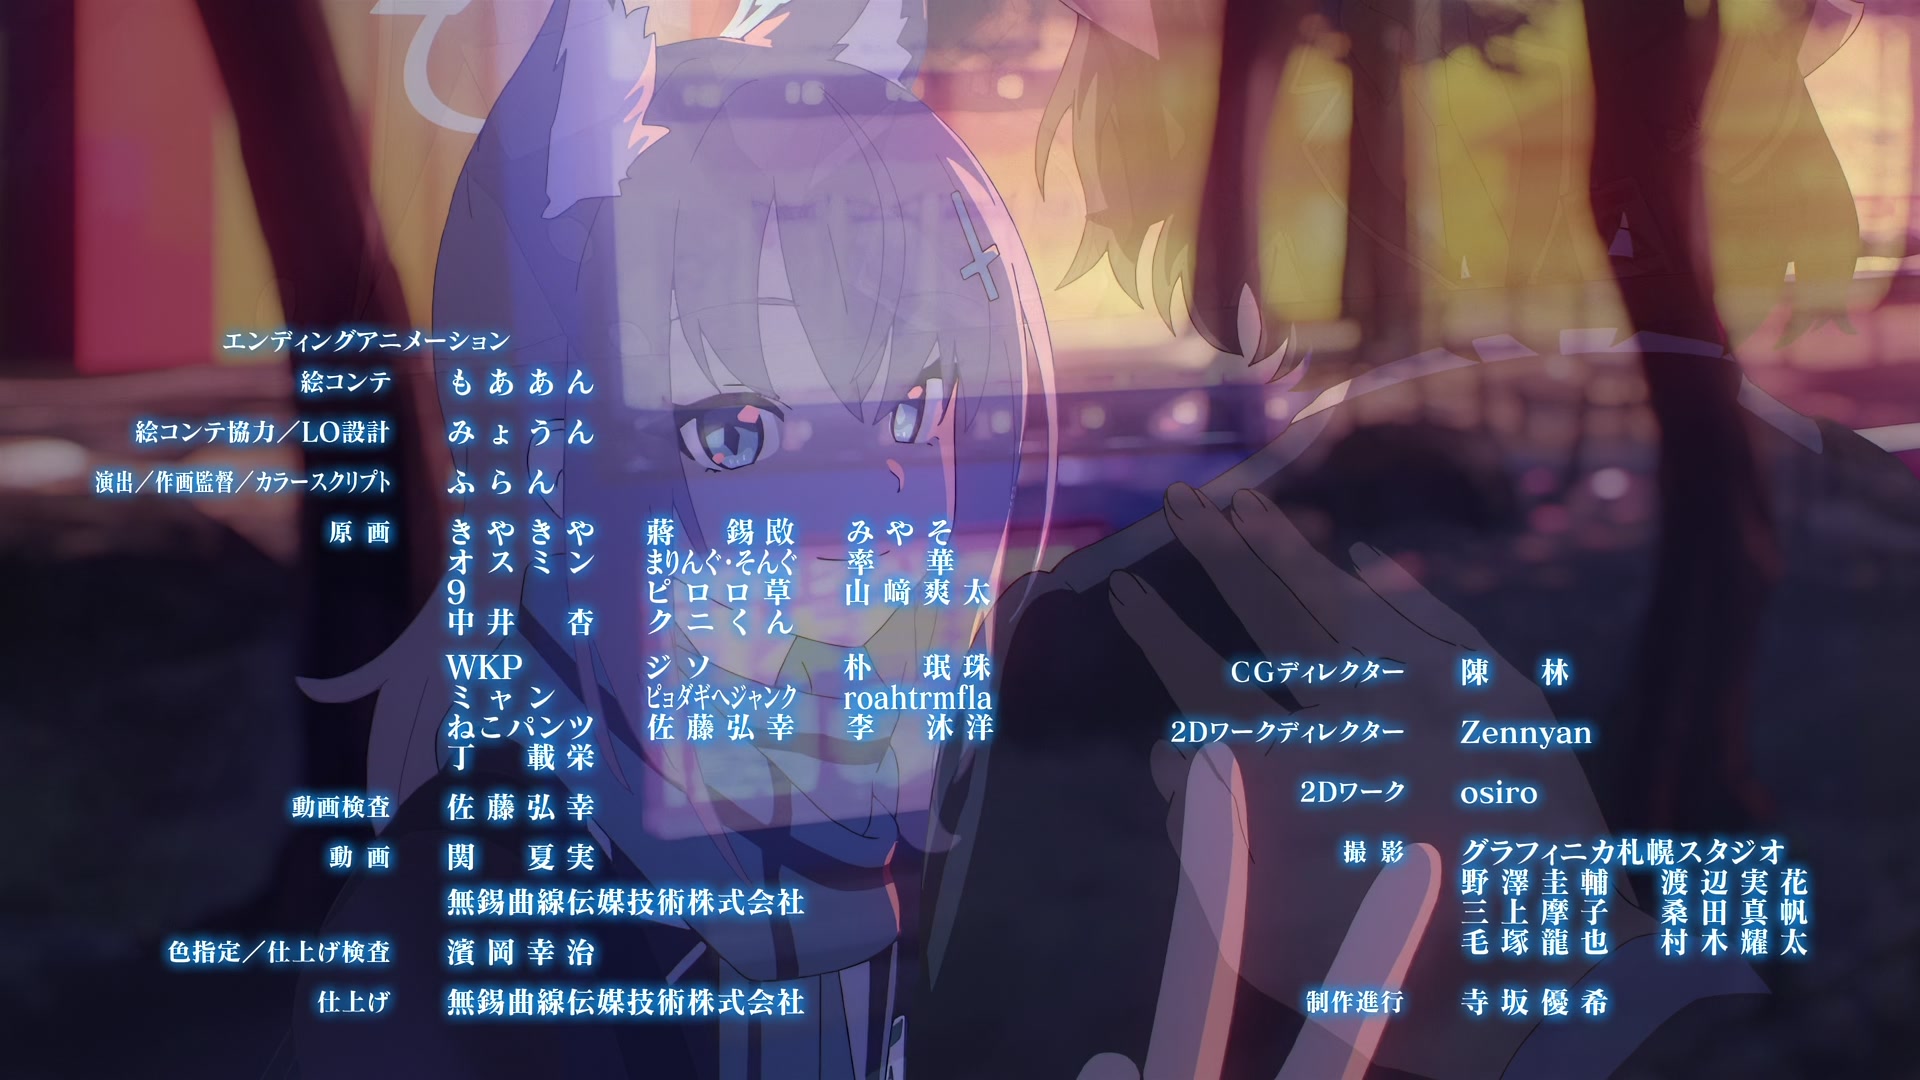 エンディングアニメーション
絵コンテ もああん
絵コンテ協力／LO設計 みょうん
演出／作画監督／カラースクリプト ふらん
原画 きやきや 蔣錫敃 みやそ
オスミン まりんぐ・そんぐ 率華
9 ピロロ草 山﨑爽太
中井杏 クニくん
WKP ジソ 朴珉珠
ミャン ピョダギヘジャンク roahtrmfla
ねこパンツ 佐藤弘幸 李沐洋
丁載栄
動画検査 佐藤弘幸
動画 関夏実
無錫曲線伝媒技術株式会社
色指定／仕上げ検査 濱岡幸治
仕上げ 無錫曲線伝媒技術株式会社
CGディレクター 陳林
2Dワークディレクター Zennyan
2Dワーク osiro
撮影 グラフィニカ札幌スタジオ
野澤圭輔 渡辺実花
三上摩子 桑田真帆
毛塚龍也 村木耀太
制作進行 寺坂優希